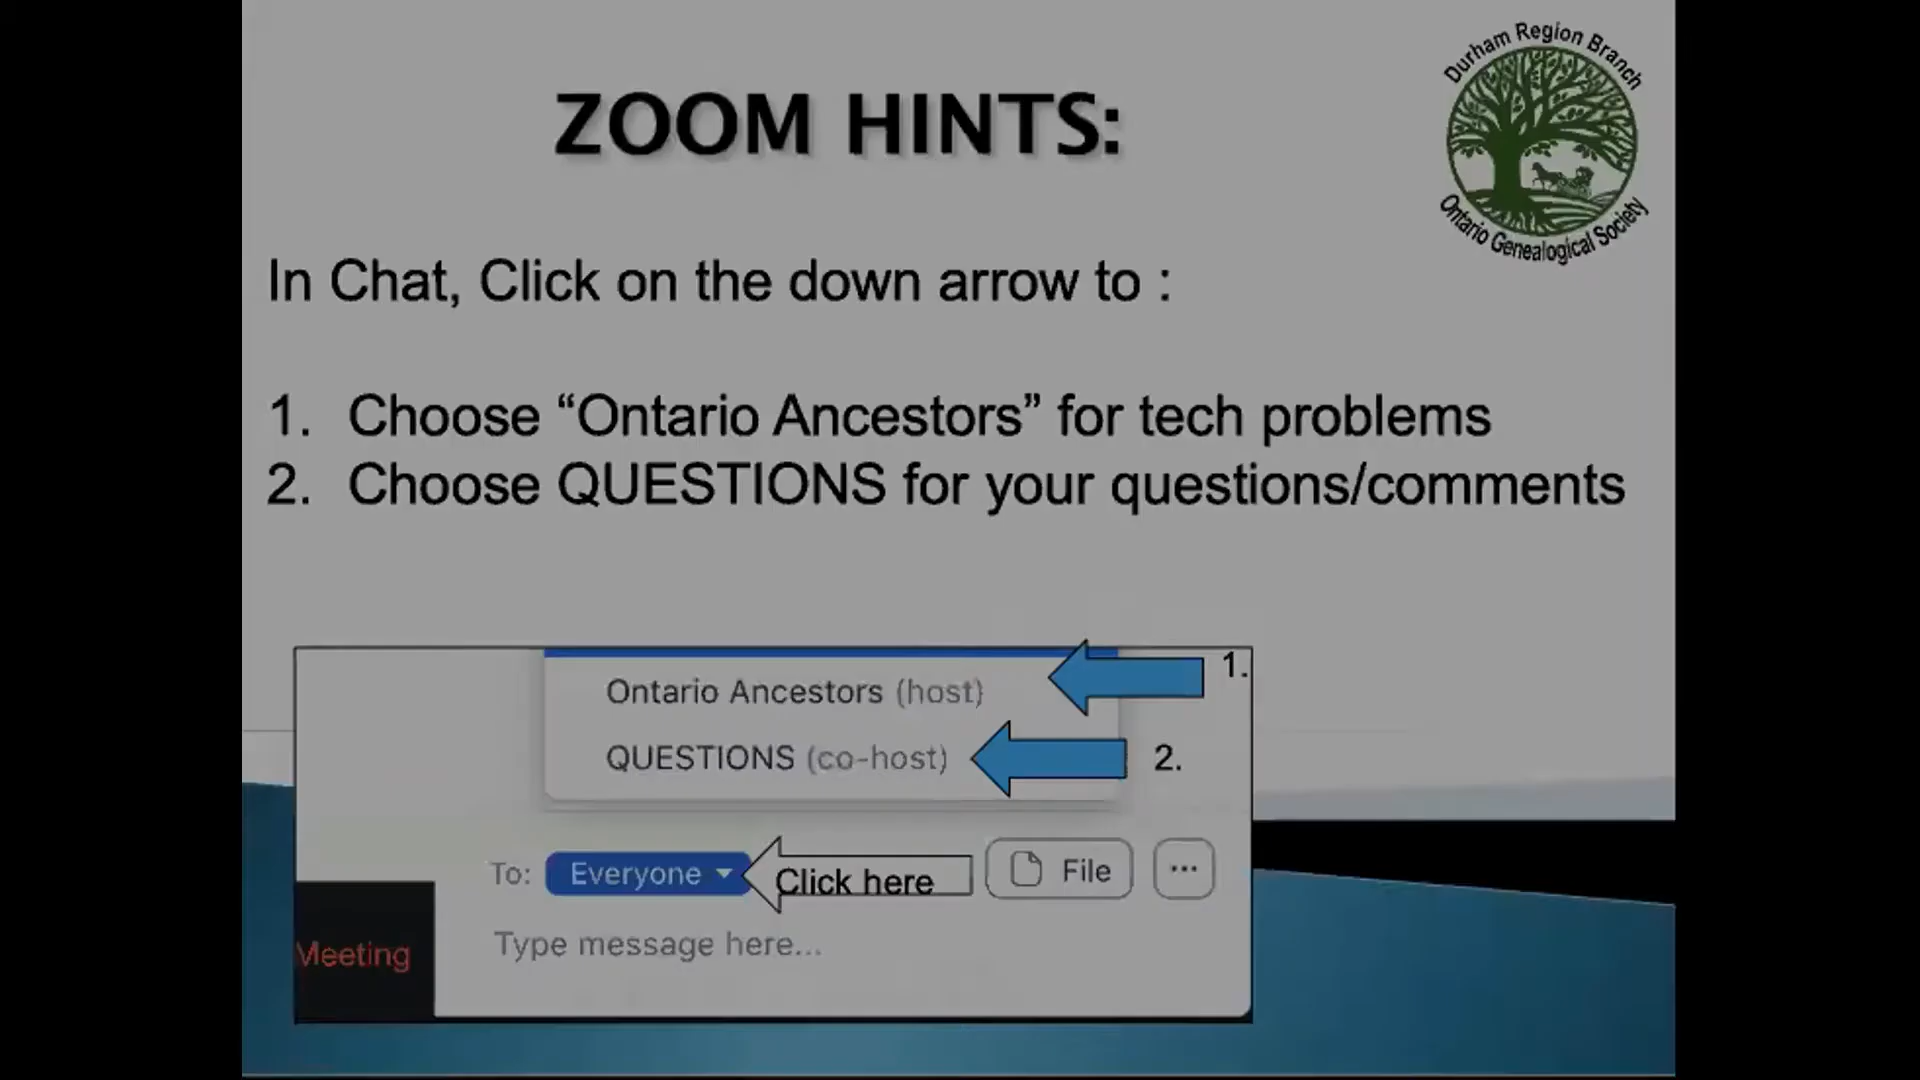 Durham Region Branch
Ontario Genealogical Society
ZOOM HINTS:
In Chat, Click on the down arrow to :
1. Choose “Ontario Ancestors” for tech problems
2. Choose QUESTIONS for your questions/comments
Ontario Ancestors (host) 1.
QUESTIONS (co-host) 2.
To: Everyone Click here File ...
Meeting
Type message here...